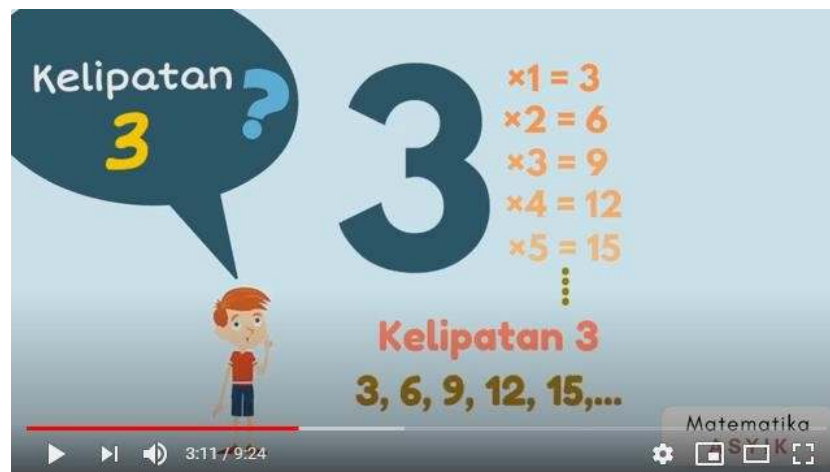 Kelipatan
3 ?
3
×1 = 3
×2 = 6
×3 = 9
×4 = 12
×5 = 15
Kelipatan 3
3, 6, 9, 12, 15,...
Matematika
ASYIK
3:11 / 9:24